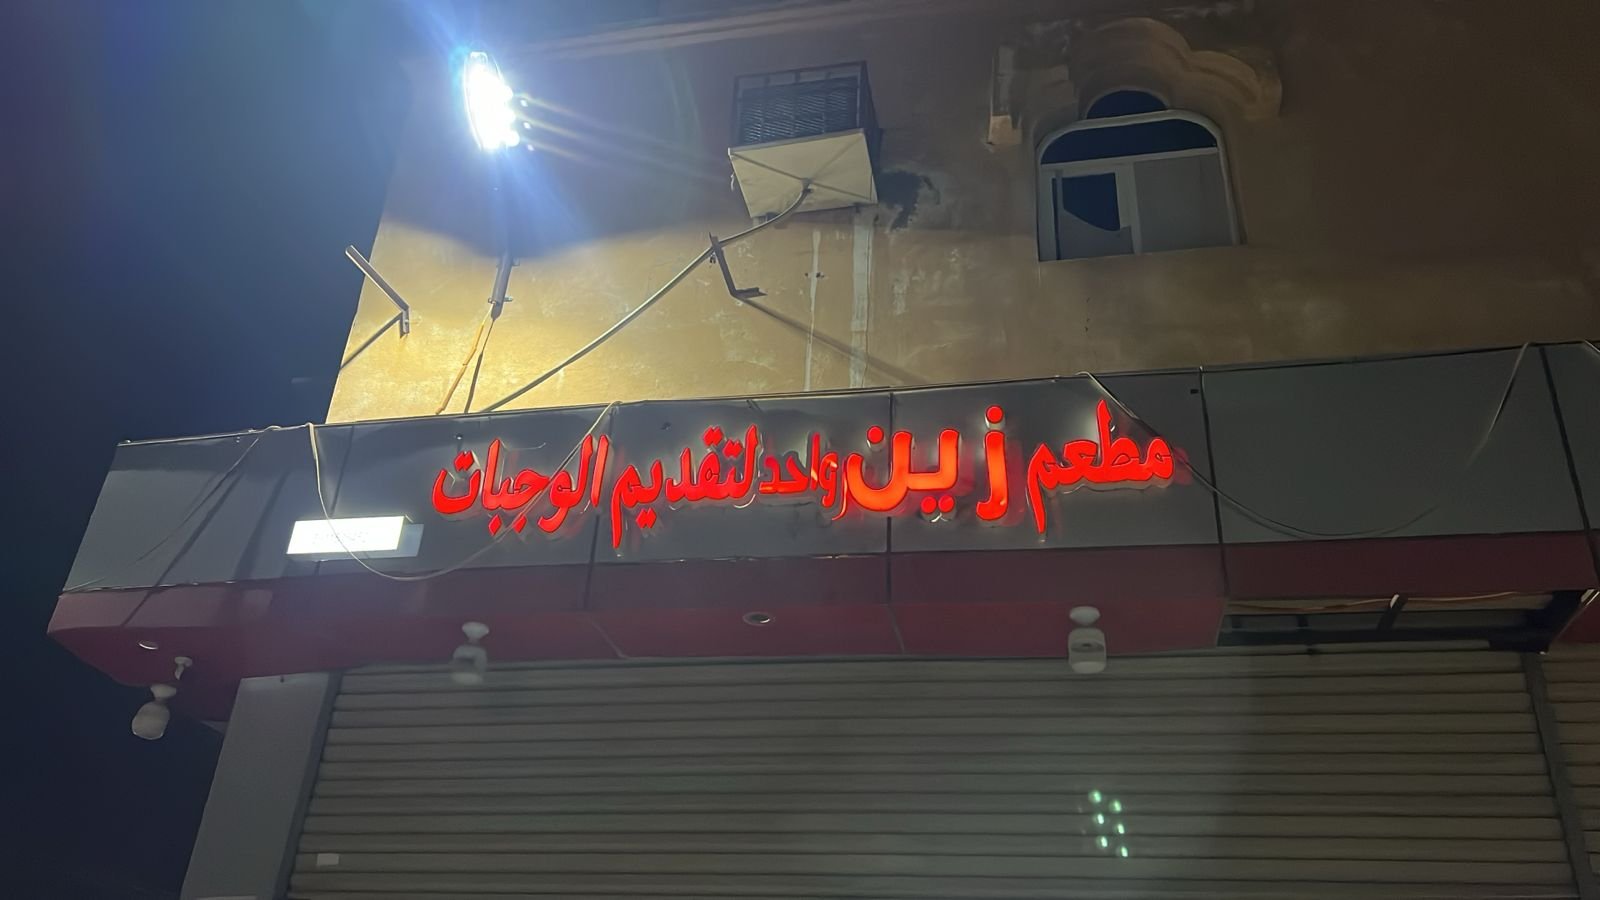 مطعم زين واحد لتقديم الوجبات